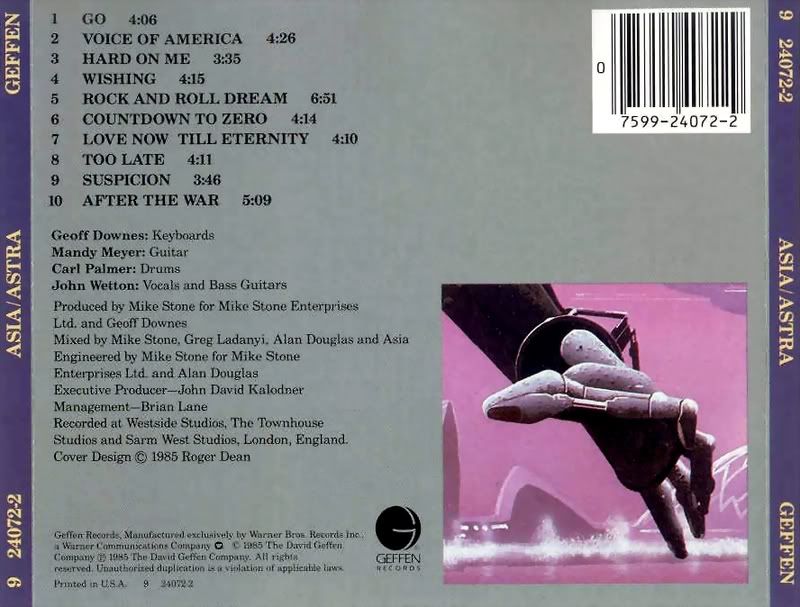 GEFFEN
ASIA/ASTRA
9 24072-2
1 GO 4:06
2 VOICE OF AMERICA 4:26
3 HARD ON ME 3:35
4 WISHING 4:15
5 ROCK AND ROLL DREAM 6:51
6 COUNTDOWN TO ZERO 4:14
7 LOVE NOW TILL ETERNITY 4:10
8 TOO LATE 4:11
9 SUSPICION 3:46
10 AFTER THE WAR 5:09
Geoff Downes: Keyboards
Mandy Meyer: Guitar
Carl Palmer: Drums
John Wetton: Vocals and Bass Guitars
Produced by Mike Stone for Mike Stone Enterprises
Ltd. and Geoff Downes
Mixed by Mike Stone, Greg Ladanyi, Alan Douglas and Asia
Engineered by Mike Stone for Mike Stone
Enterprises Ltd. and Alan Douglas
Executive Producer—John David Kalodner
Management—Brian Lane
Recorded at Westside Studios, The Townhouse
Studios and Sarm West Studios, London, England.
Cover Design © 1985 Roger Dean
Geffen Records, Manufactured exclusively by Warner Bros. Records Inc.,
a Warner Communications Company © 1985 The David Geffen
Company ℗ 1985 The David Geffen Company. All rights
reserved. Unauthorized duplication is a violation of applicable laws.
Printed in U.S.A. 9 24072-2
GEFFEN
RECORDS
0
7599-24072-2
9 24072-2
ASIA/ASTRA
GEFFEN